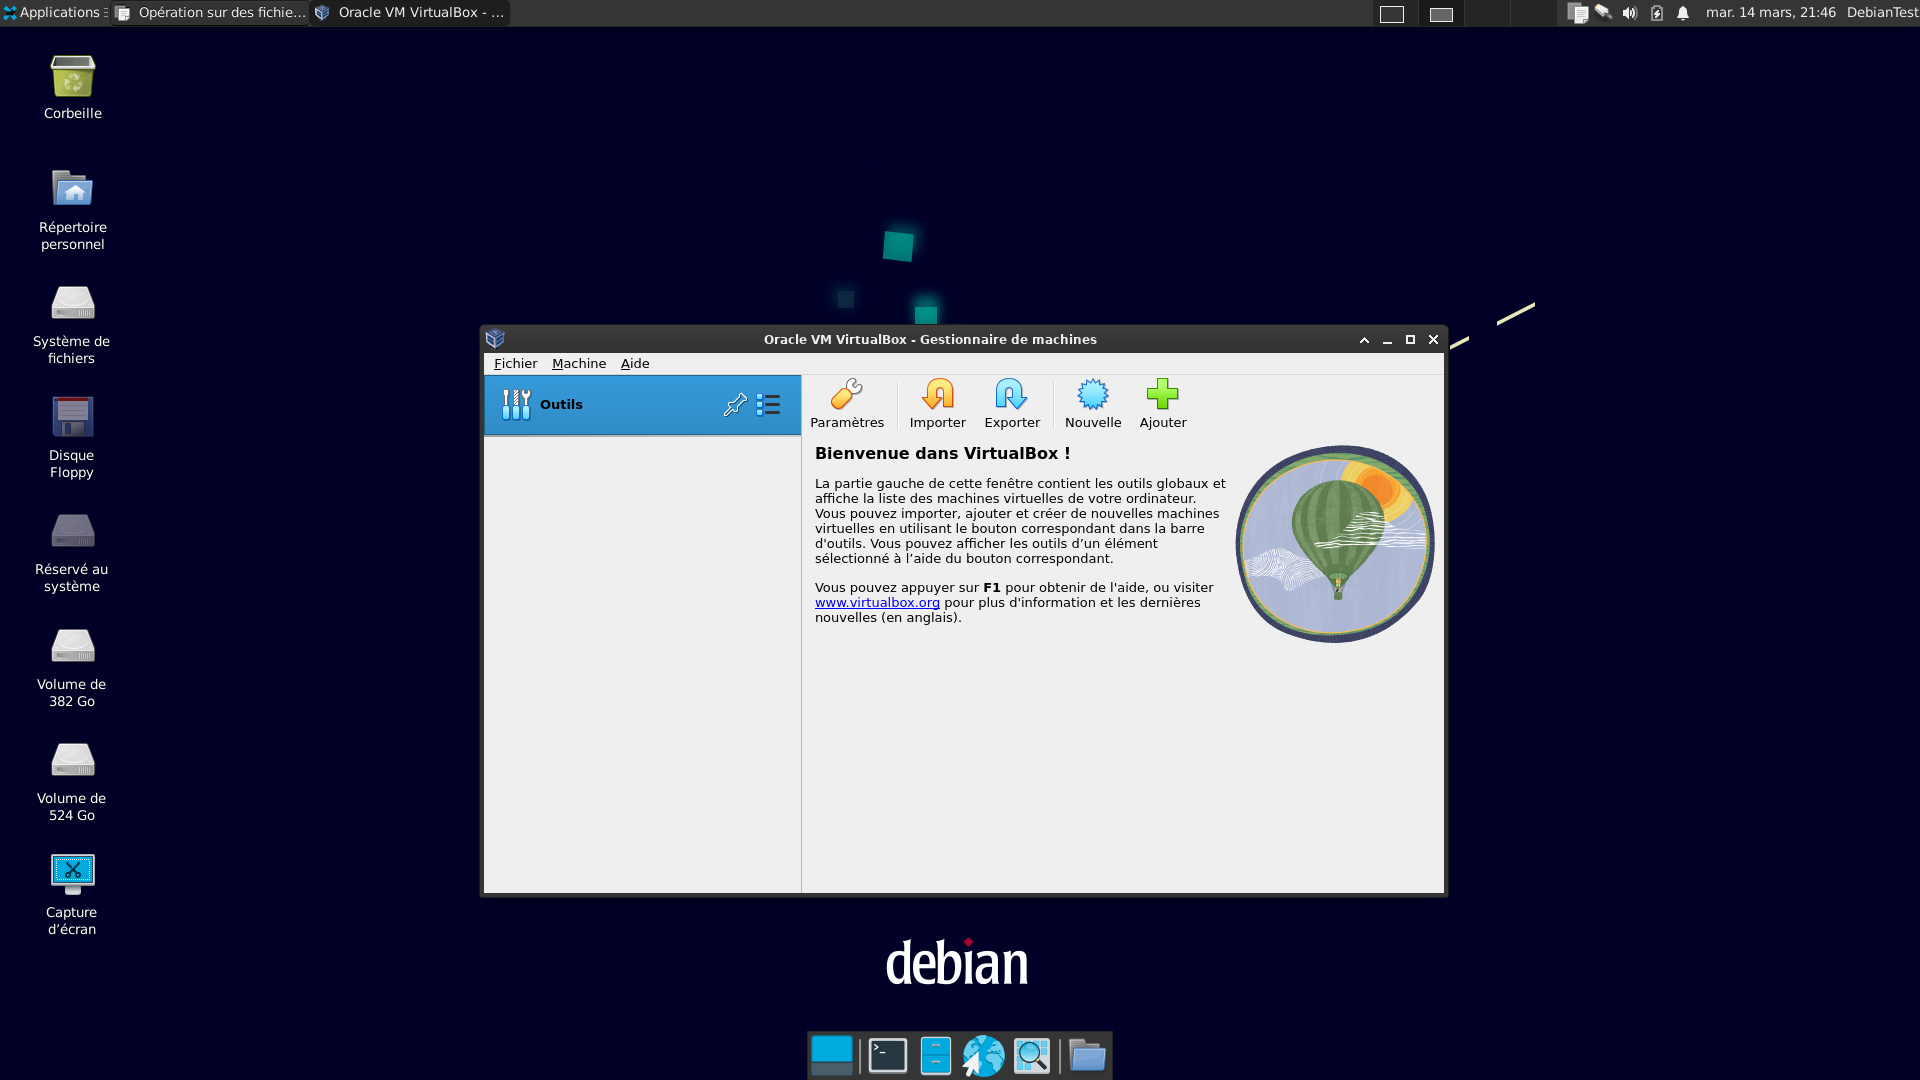 Applications
Opération sur des fichie...
Oracle VM VirtualBox - ...
mar. 14 mars, 21:46
DebianTest
Corbeille
Répertoire
personnel
Système de
fichiers
Disque
Floppy
Réservé au
système
Volume de
382 Go
Volume de
524 Go
Capture
d’écran
Oracle VM VirtualBox - Gestionnaire de machines
Fichier Machine Aide
Outils
Paramètres Importer Exporter Nouvelle Ajouter
Bienvenue dans VirtualBox !
La partie gauche de cette fenêtre contient les outils globaux et
affiche la liste des machines virtuelles de votre ordinateur.
Vous pouvez importer, ajouter et créer de nouvelles machines
virtuelles en utilisant le bouton correspondant dans la barre
d'outils. Vous pouvez afficher les outils d’un élément
sélectionné à l’aide du bouton correspondant.
Vous pouvez appuyer sur F1 pour obtenir de l'aide, ou visiter
www.virtualbox.org pour plus d'information et les dernières
nouvelles (en anglais).
debian